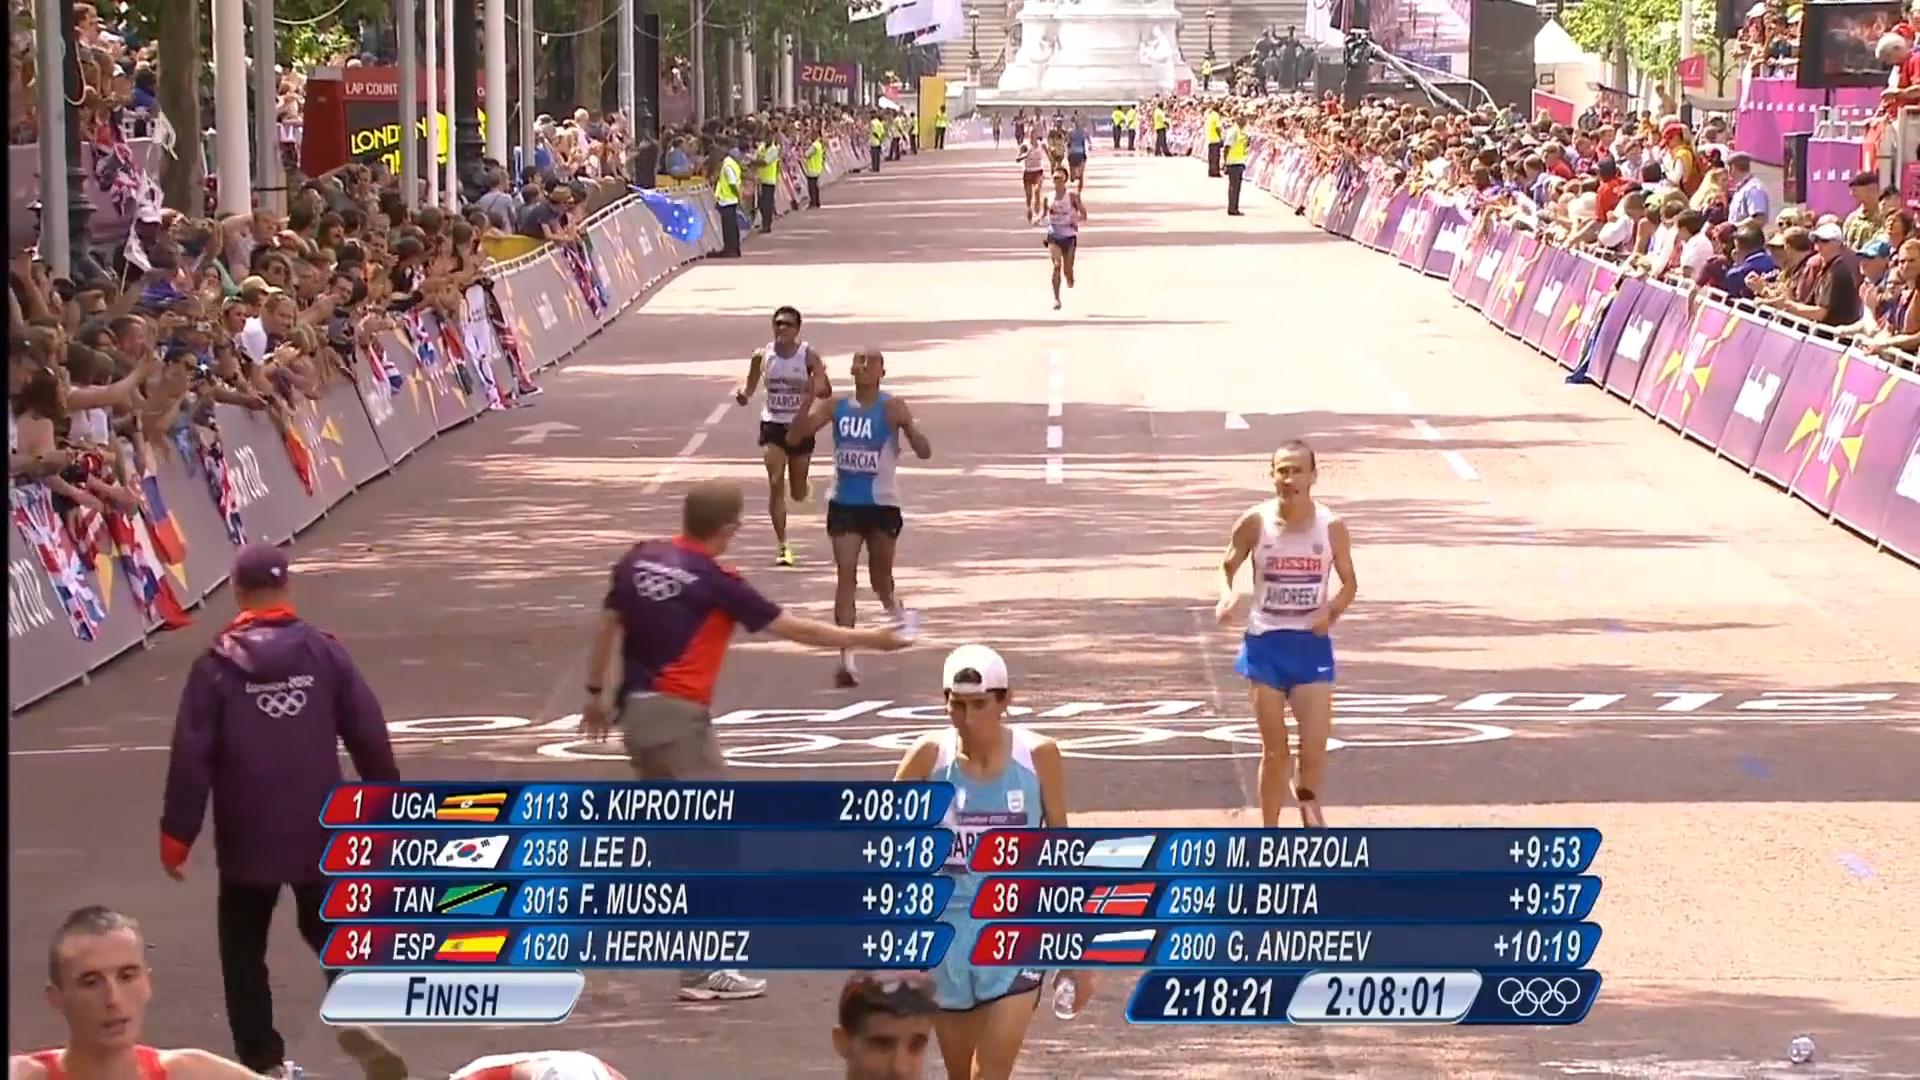 200m
LAP COUNT
LONDON
VARGA
GUA
GARCIA
RUSSIA
ANDREEV
London 2012
london 2012
1 UGA 3113 S. KIPROTICH 2:08:01
32 KOR 2358 LEE D. +9:18
33 TAN 3015 F. MUSSA +9:38
34 ESP 1620 J. HERNANDEZ +9:47
35 ARG 1019 M. BARZOLA +9:53
36 NOR 2594 U. BUTA +9:57
37 RUS 2800 G. ANDREEV +10:19
FINISH
2:18:21 2:08:01